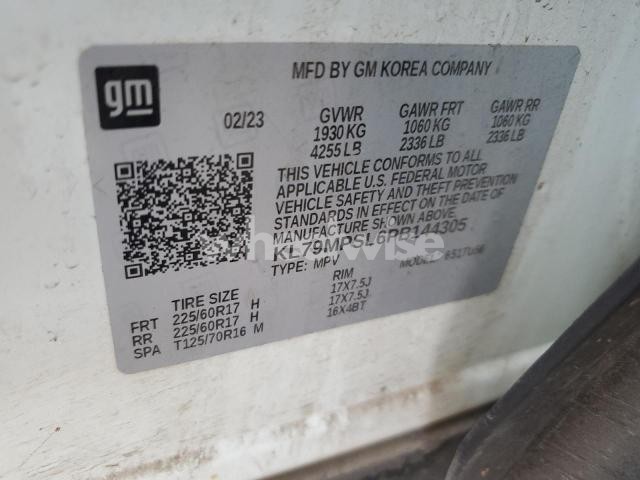 gm
MFD BY GM KOREA COMPANY
02/23
GVWR GAWR FRT GAWR RR
1930 KG 1060 KG 1060 KG
4255 LB 2336 LB 2336 LB
THIS VEHICLE CONFORMS TO ALL
APPLICABLE U.S. FEDERAL MOTOR
VEHICLE SAFETY AND THEFT PREVENTION
STANDARDS IN EFFECT ON THE DATE OF
MANUFACTURE SHOWN ABOVE.
KL79MPSL6PB144305
TYPE: MPV MODEL:
TIRE SIZE RIM
FRT 225/60R17 H 17X7.5J
RR 225/60R17 H 17X7.5J
SPA T125/70R16 M 16X4BT